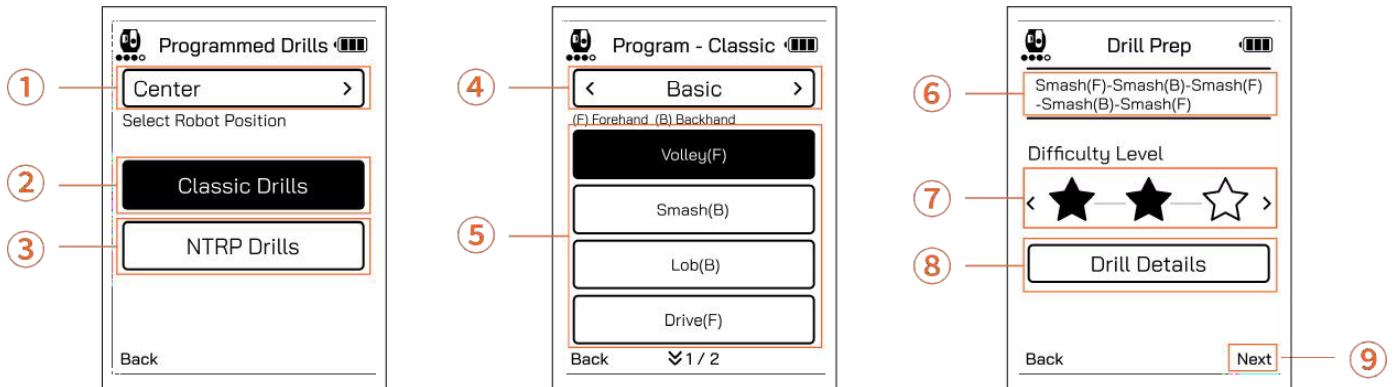 Programmed Drills
① Center >
Select Robot Position
② Classic Drills
③ NTRP Drills
Back
Program - Classic
④ < Basic >
(F) Forehand (B) Backhand
⑤
Volley(F)
Smash(B)
Lob(B)
Drive(F)
Back 1 / 2
Drill Prep
⑥ Smash(F)-Smash(B)-Smash(F)
-Smash(B)-Smash(F)
Difficulty Level
⑦ < >
⑧ Drill Details
Back Next ⑨